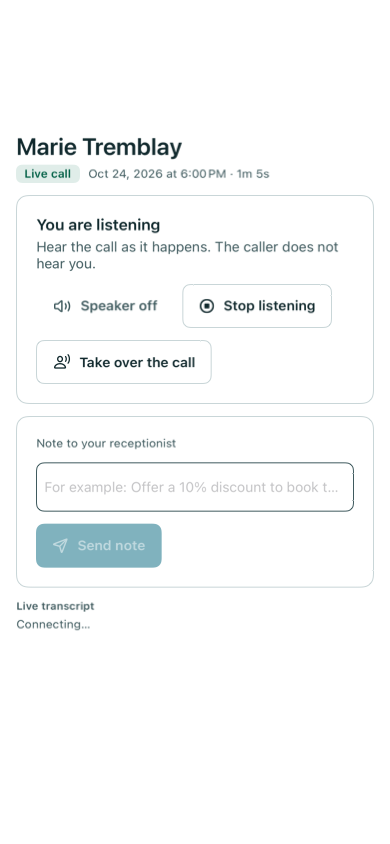 Marie Tremblay
Live call
Oct 24, 2026 at 6:00 PM · 1m 5s
You are listening
Hear the call as it happens. The caller does not
hear you.
Speaker off
Stop listening
Take over the call
Note to your receptionist
For example: Offer a 10% discount to book t...
Send note
Live transcript
Connecting...